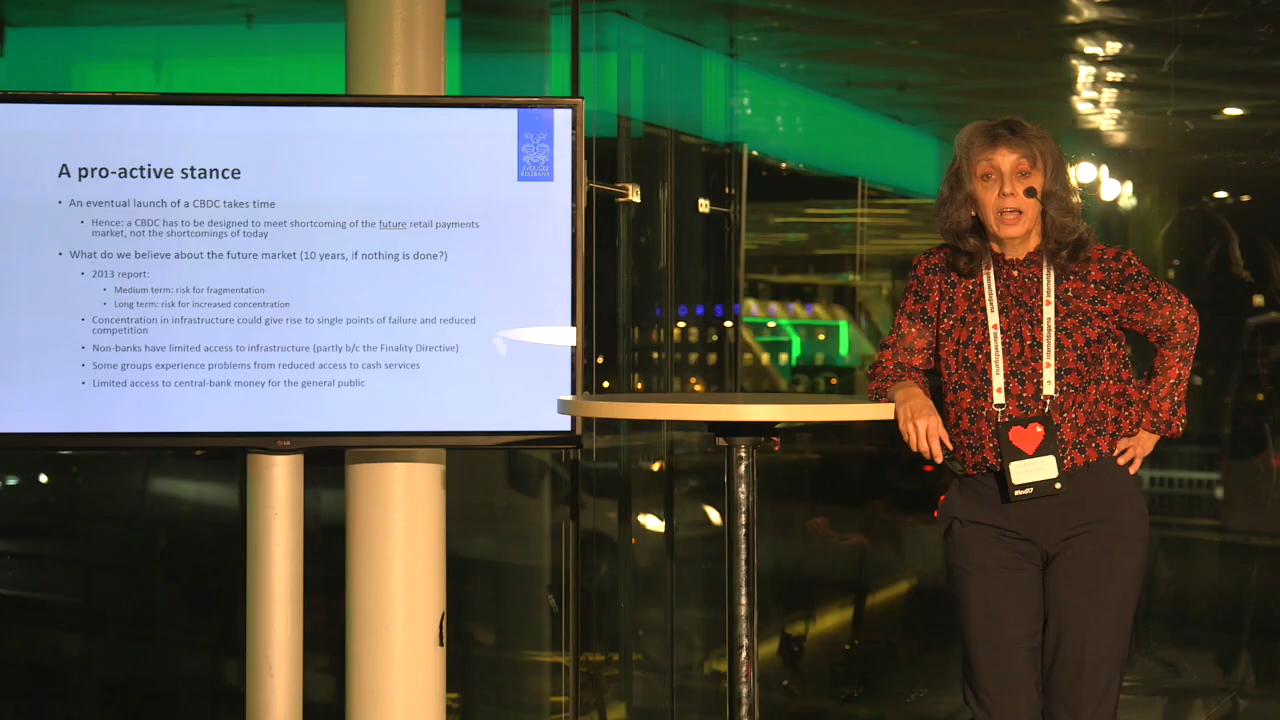 SVERIGES
RIKSBANK
A pro-active stance
• An eventual launch of a CBDC takes time
• Hence: a CBDC has to be designed to meet shortcoming of the future retail payments
market, not the shortcomings of today
• What do we believe about the future market (10 years, if nothing is done?)
• 2013 report:
• Medium term: risk for fragmentation
• Long term: risk for increased concentration
• Concentration in infrastructure could give rise to single points of failure and reduced
competition
• Non-banks have limited access to infrastructure (partly b/c the Finality Directive)
• Some groups experience problems from reduced access to cash services
• Limited access to central-bank money for the general public
LG
internetdagarna
internetdagarna
#ind17